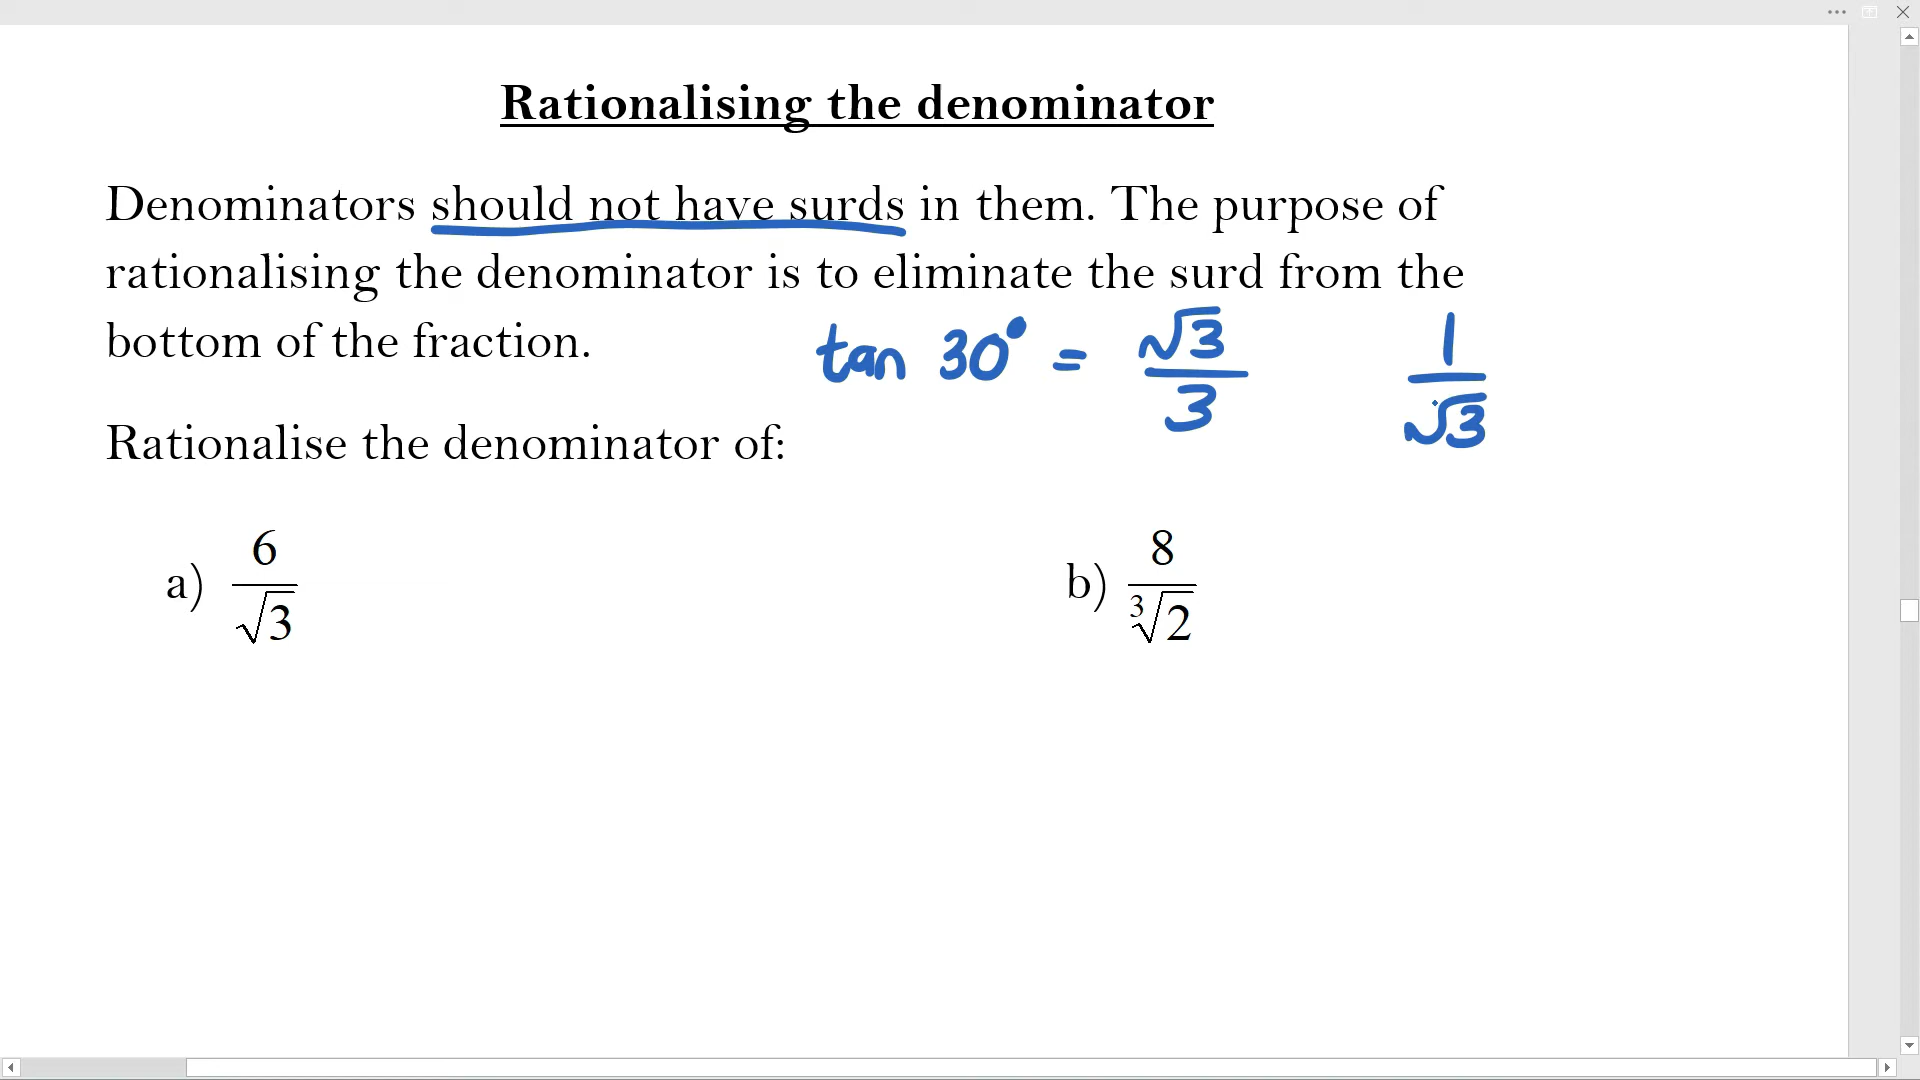 Rationalising the denominator
Denominators should not have surds in them. The purpose of
rationalising the denominator is to eliminate the surd from the
bottom of the fraction.
tan 30° = √3/3    1/√3
Rationalise the denominator of:
a) 6/√3    b) 8/∛2